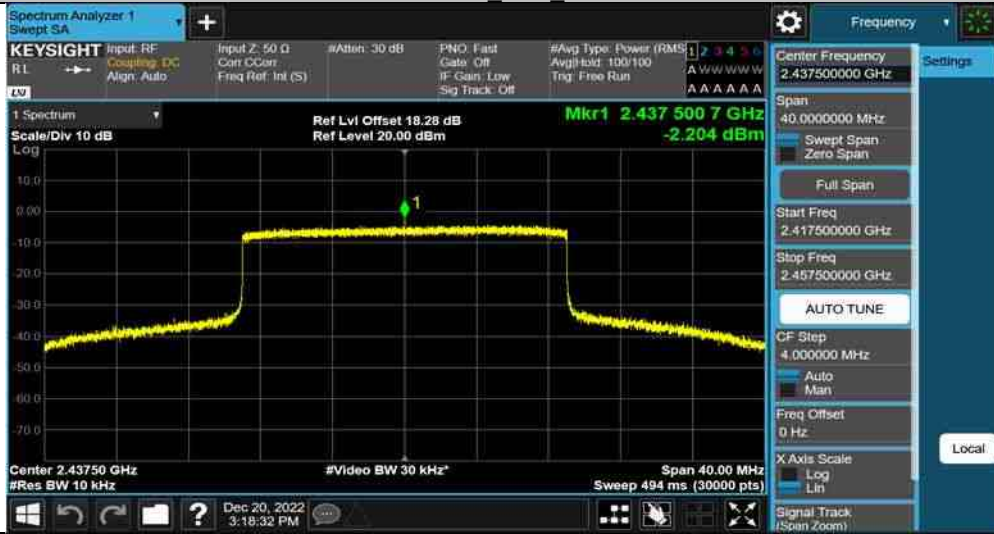 Spectrum Analyzer 1
Swept SA
+
Frequency
KEYSIGHT
RL
LXI
Input: RF
Coupling: DC
Align: Auto
Input Z: 50 Ω
Corr CCorr
Freq Ref: Int (S)
#Atten: 30 dB
PNO: Fast
Gate: Off
IF Gain: Low
Sig Track: Off
#Avg Type: Power (RMS
Avg|Hold: 100/100
Trig: Free Run
1 2 3 4 5 6
A W W W W W
A A A A A A
1 Spectrum
Scale/Div 10 dB
Log
Ref Lvl Offset 18.28 dB
Ref Level 20.00 dBm
Mkr1 2.437 500 7 GHz
-2.204 dBm
10.0
0.00
-10.0
-20.0
-30.0
-40.0
-50.0
-60.0
-70.0
1
Center 2.43750 GHz
#Res BW 10 kHz
#Video BW 30 kHz*
Span 40.00 MHz
Sweep 494 ms (30000 pts)
?
Dec 20, 2022
3:18:32 PM
Center Frequency
2.437500000 GHz
Span
40.0000000 MHz
Swept Span
Zero Span
Full Span
Start Freq
2.417500000 GHz
Stop Freq
2.457500000 GHz
AUTO TUNE
CF Step
4.000000 MHz
Auto
Man
Freq Offset
0 Hz
X Axis Scale
Log
Lin
Signal Track
(Span Zoom)
Settings
Local